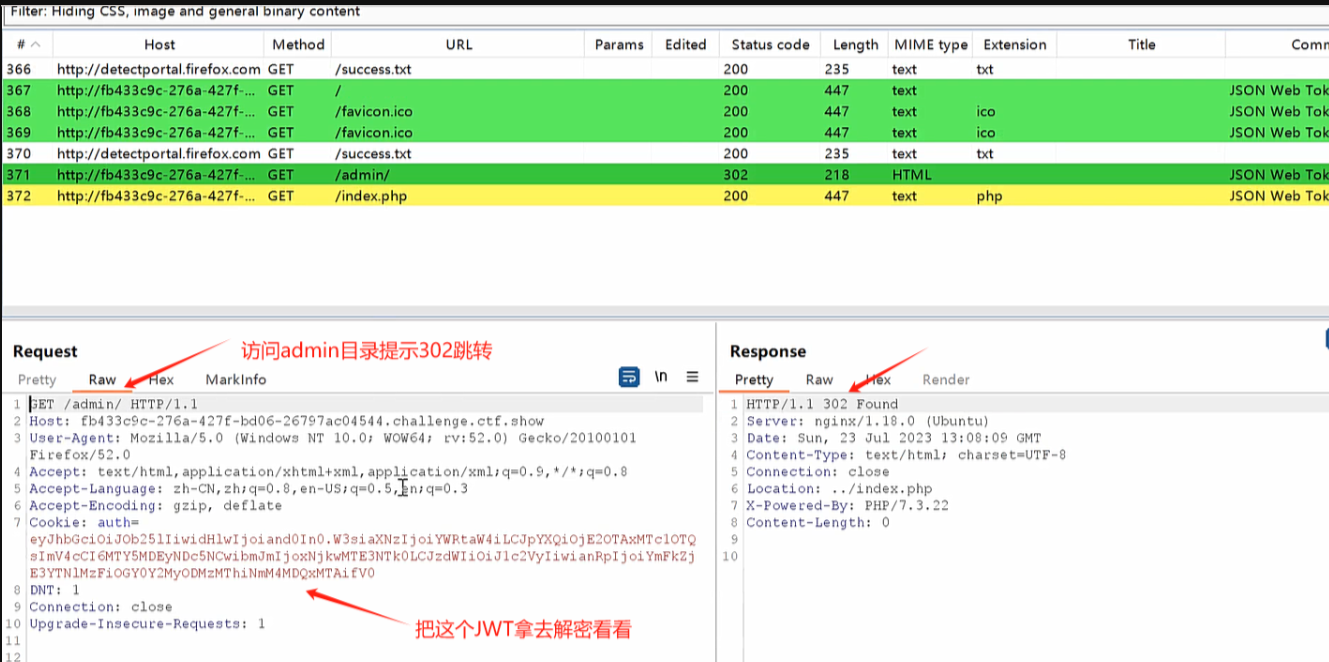 Filter: Hiding CSS, image and general binary content
# Host Method URL Params Edited Status code Length MIME type Extension Title
366 http://detectportal.firefox.com GET /success.txt 200 235 text txt
367 http://fb433c9c-276a-427f-... GET / 200 447 text JSON Web Tok
368 http://fb433c9c-276a-427f-... GET /favicon.ico 200 447 text ico JSON Web Tok
369 http://fb433c9c-276a-427f-... GET /favicon.ico 200 447 text ico JSON Web Tok
370 http://detectportal.firefox.com GET /success.txt 200 235 text txt
371 http://fb433c9c-276a-427f-... GET /admin/ 302 218 HTML JSON Web Tok
372 http://fb433c9c-276a-427f-... GET /index.php 200 447 text php JSON Web Tok
Request
访问admin目录提示302跳转
Pretty Raw Hex MarkInfo \n
1 GET /admin/ HTTP/1.1
2 Host: fb433c9c-276a-427f-bd06-26797ac04544.challenge.ctf.show
3 User-Agent: Mozilla/5.0 (Windows NT 10.0; WOW64; rv:52.0) Gecko/20100101
Firefox/52.0
4 Accept: text/html,application/xhtml+xml,application/xml;q=0.9,*/*;q=0.8
5 Accept-Language: zh-CN,zh;q=0.8,en-US;q=0.5,en;q=0.3
6 Accept-Encoding: gzip, deflate
7 Cookie: auth=
eyJhbGciOiJOb25lIiwidHlwIjoiand0In0.W3siaXNzIjoiYWRtaW4iLCJpYXQiOjE2OTAxMTc1OTQ
sImV4cCI6MTY5MDEyNDc5NCwibmJmIjoxNjkwMTE3NTk0LCJzdWIiOiJ1c2VyIiwianRpIjoiYmFkZj
E3YTNlMzFiOGY0Y2MyODMzMThiNmM4MDQxMTAifV0
8 DNT: 1
9 Connection: close
10 Upgrade-Insecure-Requests: 1
11
12
把这个JWT拿去解密看看
Response
Pretty Raw Hex Render
1 HTTP/1.1 302 Found
2 Server: nginx/1.18.0 (Ubuntu)
3 Date: Sun, 23 Jul 2023 13:08:09 GMT
4 Content-Type: text/html; charset=UTF-8
5 Connection: close
6 Location: ../index.php
7 X-Powered-By: PHP/7.3.22
8 Content-Length: 0
9
10